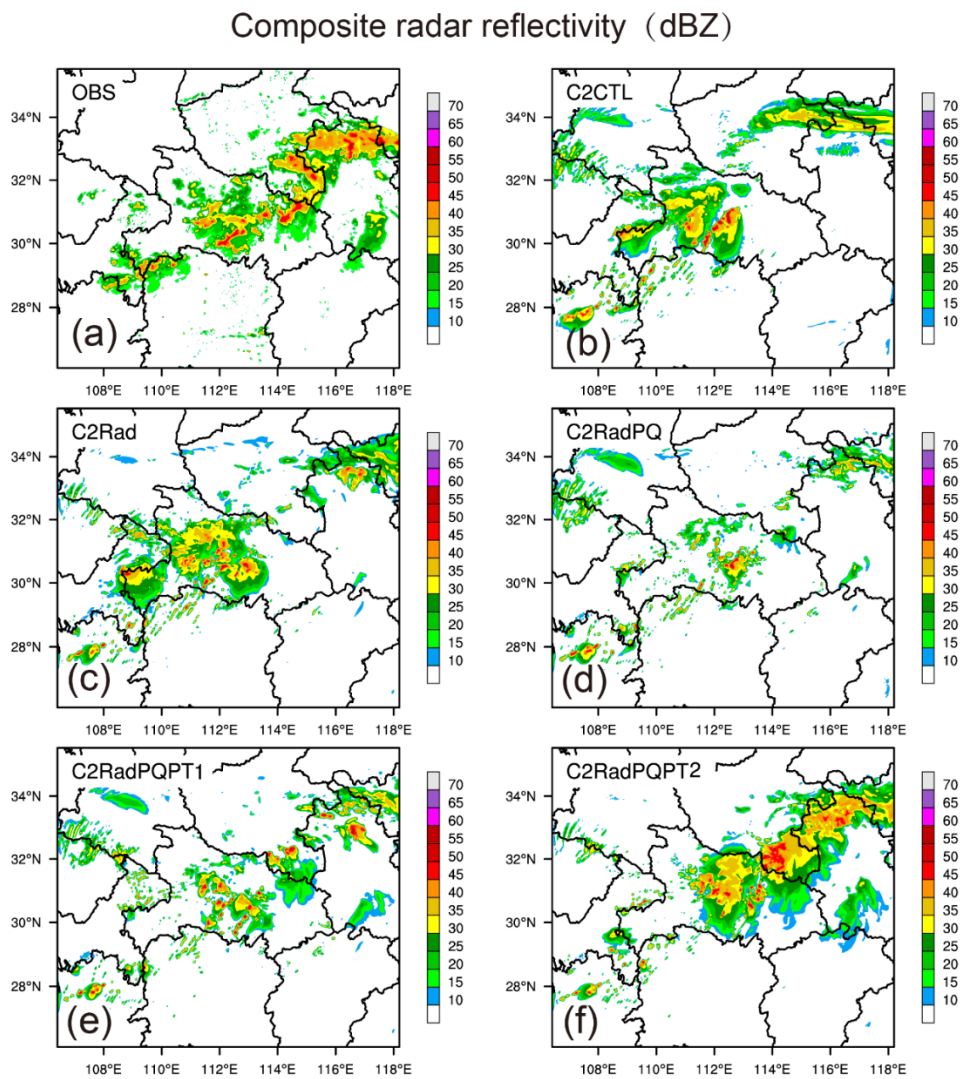 Composite radar reflectivity（dBZ）
OBS
34°N
32°N
30°N
28°N
(a)
108°E 110°E 112°E 114°E 116°E 118°E
70
65
60
55
50
45
40
35
30
25
20
15
10
C2CTL
34°N
32°N
30°N
28°N
(b)
108°E 110°E 112°E 114°E 116°E 118°E
70
65
60
55
50
45
40
35
30
25
20
15
10
C2Rad
34°N
32°N
30°N
28°N
(c)
108°E 110°E 112°E 114°E 116°E 118°E
70
65
60
55
50
45
40
35
30
25
20
15
10
C2RadPQ
34°N
32°N
30°N
28°N
(d)
108°E 110°E 112°E 114°E 116°E 118°E
70
65
60
55
50
45
40
35
30
25
20
15
10
C2RadPQPT1
34°N
32°N
30°N
28°N
(e)
108°E 110°E 112°E 114°E 116°E 118°E
70
65
60
55
50
45
40
35
30
25
20
15
10
C2RadPQPT2
34°N
32°N
30°N
28°N
(f)
108°E 110°E 112°E 114°E 116°E 118°E
70
65
60
55
50
45
40
35
30
25
20
15
10